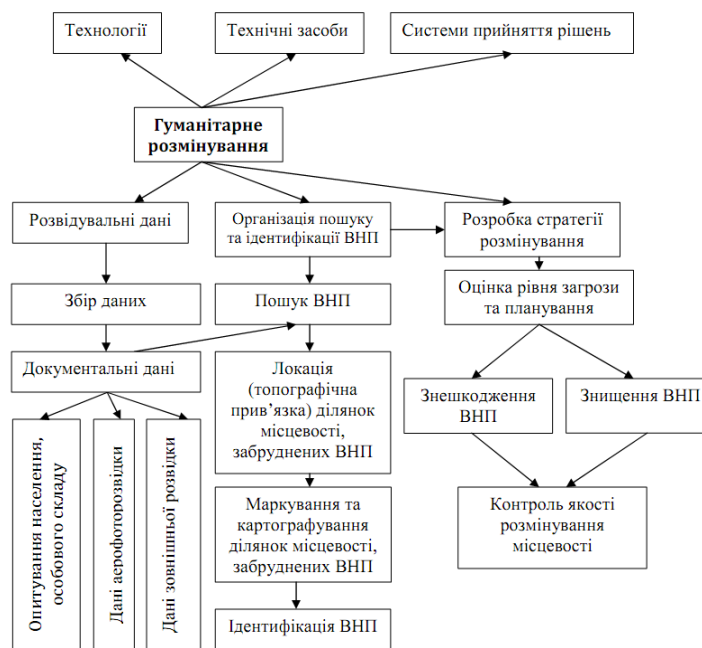 Технології
Технічні засоби
Системи прийняття рішень
Гуманітарне
розмінування
Розвідувальні дані
Організація пошуку
та ідентифікації ВНП
Розробка стратегії
розмінування
Збір даних
Пошук ВНП
Оцінка рівня загрози
та планування
Документальні дані
Локація
(топографічна
прив’язка) ділянок
місцевості,
забруднених ВНП
Знешкодження
ВНП
Знищення ВНП
Опитування населення,
особового складу
Дані аерофоторозвідки
Дані зовнішньої розвідки
Маркування та
картографування
ділянок місцевості,
забруднених ВНП
Контроль якості
розмінування
місцевості
Ідентифікація ВНП